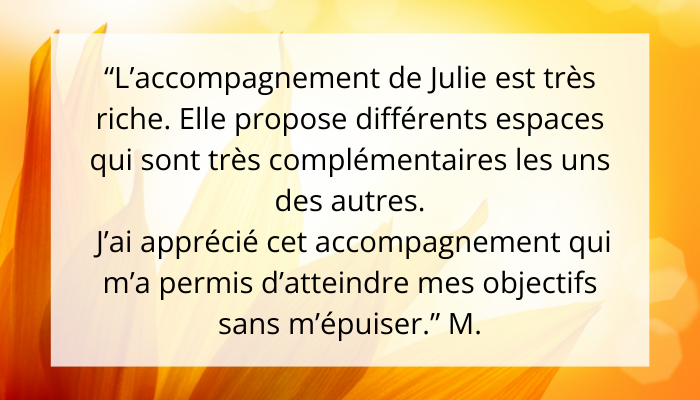 “L’accompagnement de Julie est très
riche. Elle propose différents espaces
qui sont très complémentaires les uns
des autres.
J’ai apprécié cet accompagnement qui
m’a permis d’atteindre mes objectifs
sans m’épuiser.” M.